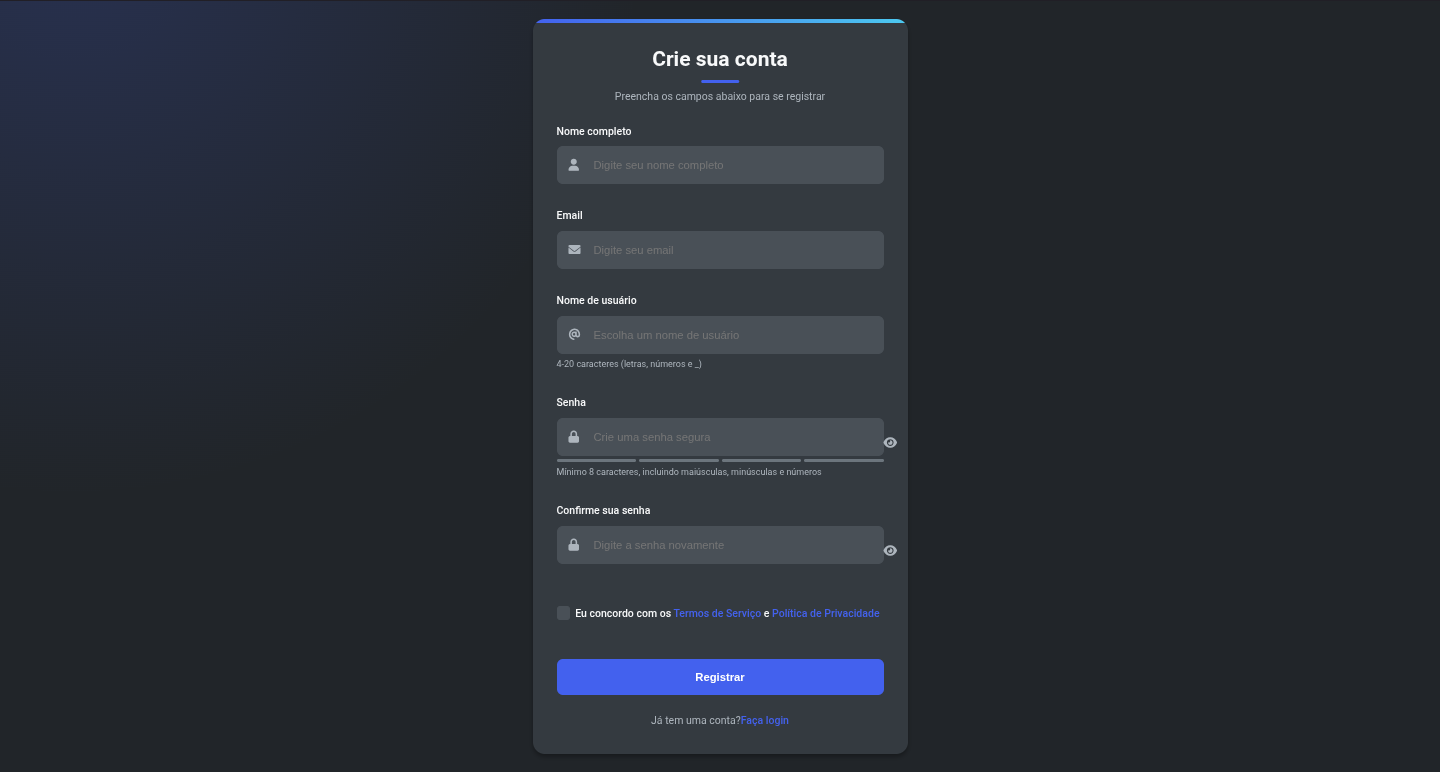 Crie sua conta
Preencha os campos abaixo para se registrar
Nome completo
Digite seu nome completo
Email
Digite seu email
Nome de usuário
Escolha um nome de usuário
4-20 caracteres (letras, números e _)
Senha
Crie uma senha segura
Mínimo 8 caracteres, incluindo maiúsculas, minúsculas e números
Confirme sua senha
Digite a senha novamente
Eu concordo com os Termos de Serviço e Política de Privacidade
Registrar
Já tem uma conta?Faça login